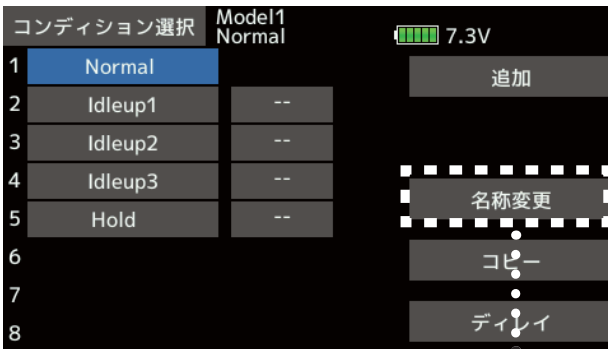 コンディション選択
Model1
Normal
7.3V
1 Normal
追加
2 Idleup1 --
3 Idleup2 --
4 Idleup3 --
名称変更
5 Hold --
6
コピー
7
ディレイ
8